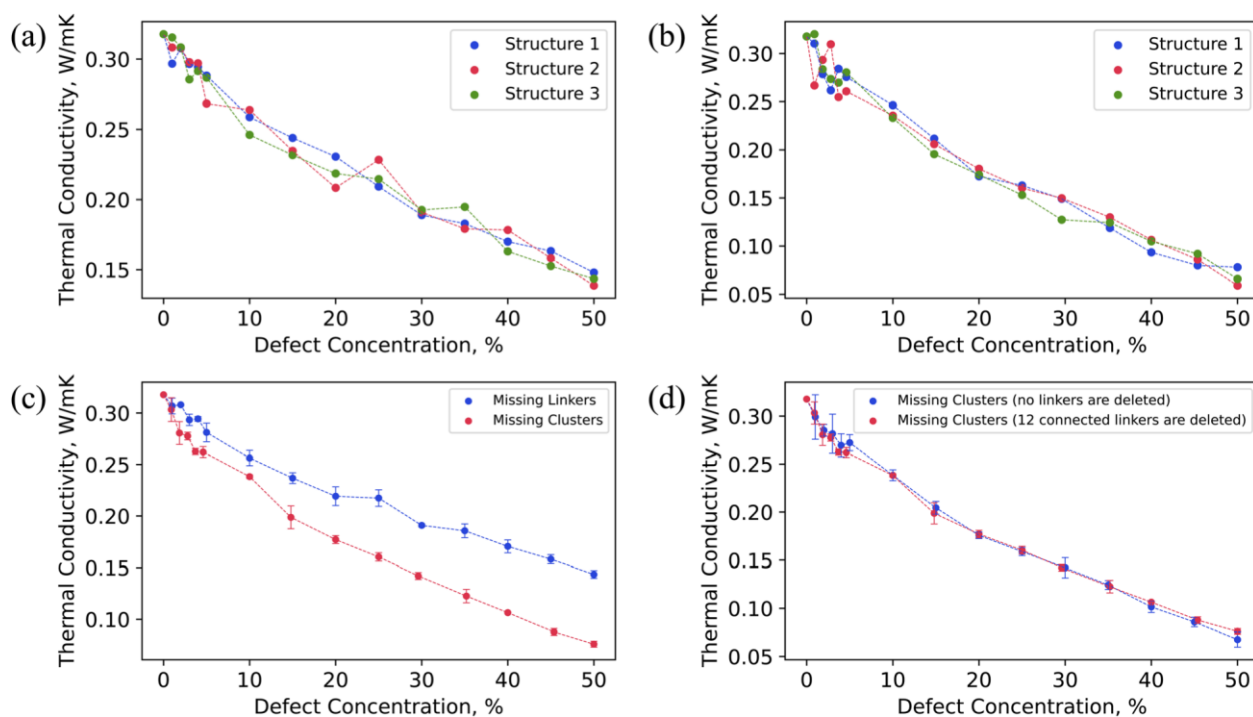 (a)
Thermal Conductivity, W/mK
0.30
0.25
0.20
0.15
Structure 1
Structure 2
Structure 3
0 10 20 30 40 50
Defect Concentration, %
(b)
Thermal Conductivity, W/mK
0.30
0.25
0.20
0.15
0.10
0.05
Structure 1
Structure 2
Structure 3
0 10 20 30 40 50
Defect Concentration, %
(c)
Thermal Conductivity, W/mK
0.30
0.25
0.20
0.15
0.10
Missing Linkers
Missing Clusters
0 10 20 30 40 50
Defect Concentration, %
(d)
Thermal Conductivity, W/mK
0.30
0.25
0.20
0.15
0.10
0.05
Missing Clusters (no linkers are deleted)
Missing Clusters (12 connected linkers are deleted)
0 10 20 30 40 50
Defect Concentration, %